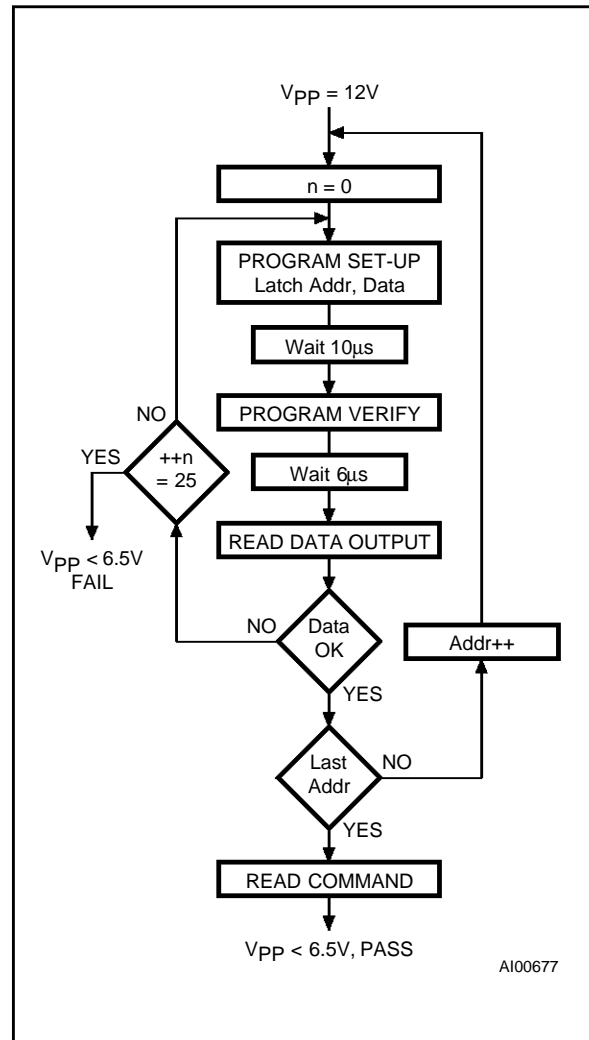 VPP = 12V
n = 0
PROGRAM SET-UP
Latch Addr, Data
Wait 10μs
NO
PROGRAM VERIFY
YES
++n
= 25
Wait 6μs
READ DATA OUTPUT
VPP < 6.5V
FAIL
NO
Data
OK
Addr++
YES
Last
Addr
NO
YES
READ COMMAND
VPP < 6.5V, PASS
AI00677